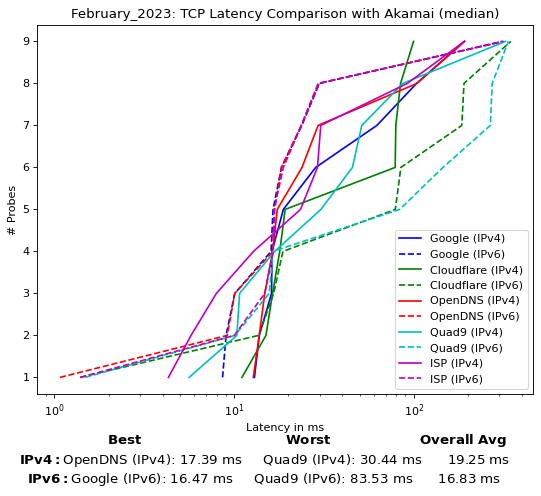 February_2023: TCP Latency Comparison with Akamai (median)
9
8
7
6
5
4
3
2
1
# Probes
Google (IPv4)
Google (IPv6)
Cloudflare (IPv4)
Cloudflare (IPv6)
OpenDNS (IPv4)
OpenDNS (IPv6)
Quad9 (IPv4)
Quad9 (IPv6)
ISP (IPv4)
ISP (IPv6)
10⁰ 10¹ 10²
Latency in ms
Best Worst Overall Avg
IPv4: OpenDNS (IPv4): 17.39 ms Quad9 (IPv4): 30.44 ms 19.25 ms
IPv6: Google (IPv6): 16.47 ms Quad9 (IPv6): 83.53 ms 16.83 ms